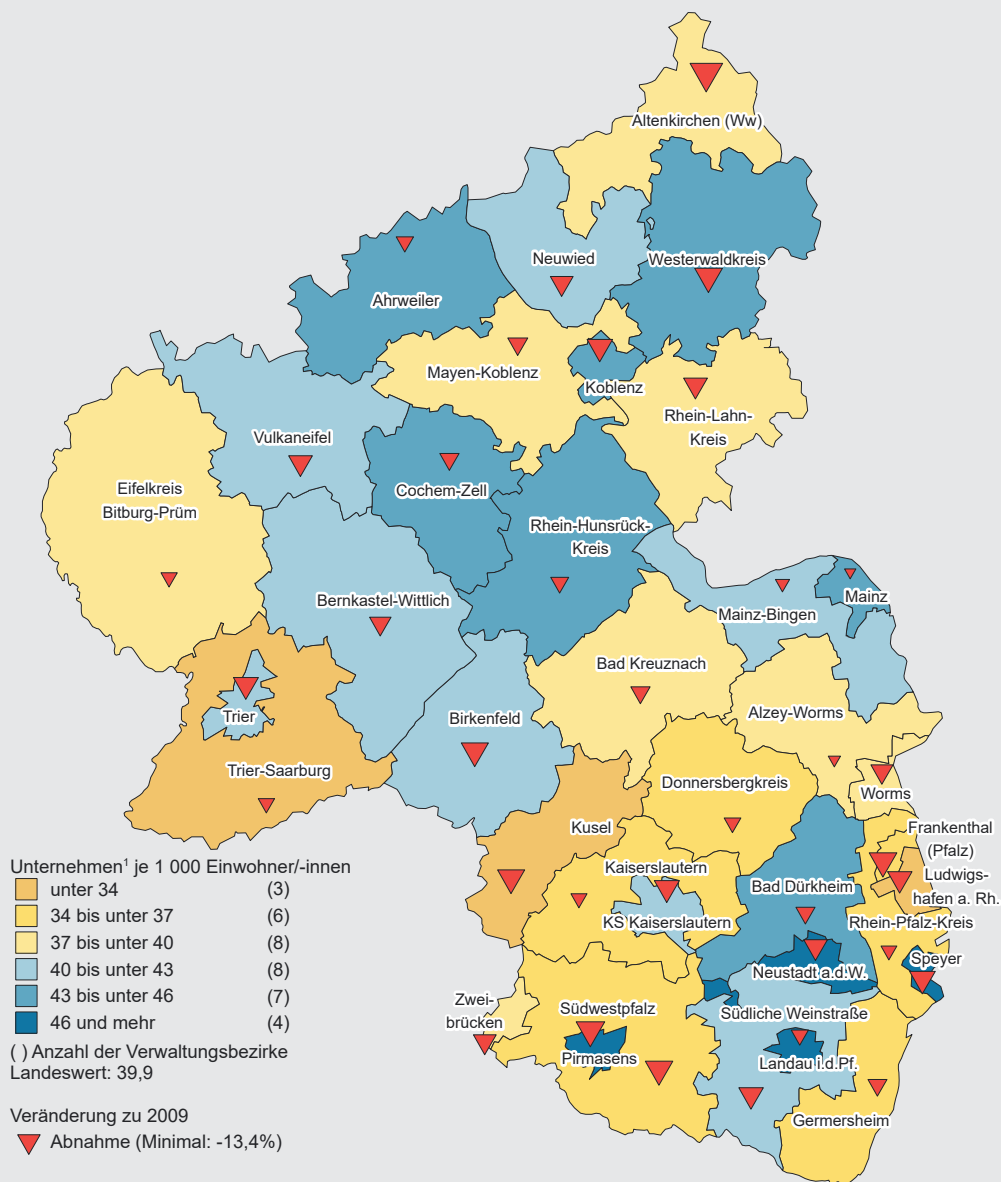 Altenkirchen (Ww)
Neuwied
Westerwaldkreis
Ahrweiler
Mayen-Koblenz
Koblenz
Rhein-Lahn-
Kreis
Vulkaneifel
Cochem-Zell
Eifelkreis
Bitburg-Prüm
Rhein-Hunsrück-
Kreis
Bernkastel-Wittlich
Mainz-Bingen
Mainz
Bad Kreuznach
Trier
Birkenfeld
Alzey-Worms
Trier-Saarburg
Donnersbergkreis
Worms
Kusel
Frankenthal
(Pfalz)
Ludwigs-
hafen a. Rh.
Kaiserslautern
Bad Dürkheim
KS Kaiserslautern
Rhein-Pfalz-Kreis
Neustadt a.d.W.
Speyer
Zwei-
brücken
Südwestpfalz
Südliche Weinstraße
Pirmasens
Landau i.d.Pf.
Germersheim
Unternehmen¹ je 1 000 Einwohner/-innen
unter 34 (3)
34 bis unter 37 (6)
37 bis unter 40 (8)
40 bis unter 43 (8)
43 bis unter 46 (7)
46 und mehr (4)
( ) Anzahl der Verwaltungsbezirke
Landeswert: 39,9
Veränderung zu 2009
Abnahme (Minimal: -13,4%)